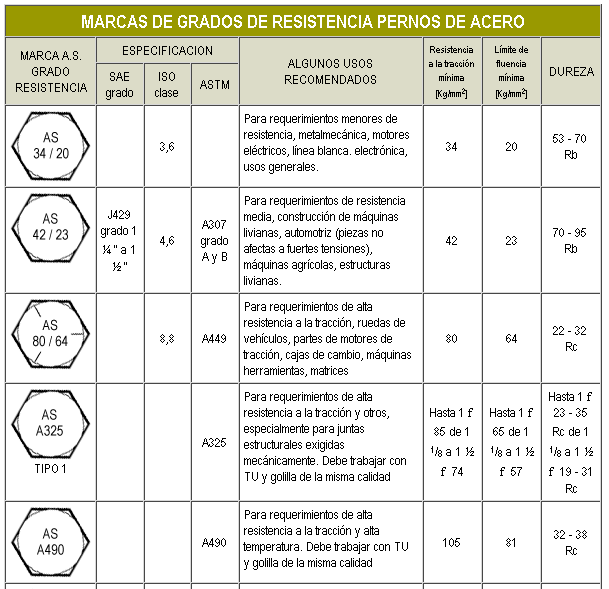 MARCAS DE GRADOS DE RESISTENCIA PERNOS DE ACERO
MARCA A.S.
GRADO
RESISTENCIA
ESPECIFICACION
SAE
grado
ISO
clase
ASTM
ALGUNOS USOS
RECOMENDADOS
Resistencia
a la tracción
mínima
[Kg/mm2]
Límite de
fluencia
mínima
[Kg/mm2]
DUREZA
AS
34 / 20
3,6
Para requerimientos menores de
resistencia, metalmecánica, motores
eléctricos, línea blanca. electrónica,
usos generales.
34
20
53 - 70
Rb
AS
42 / 23
J429
grado 1
¼ " a 1
½ "
4,6
A307
grado
A y B
Para requerimientos de resistencia
media, construcción de máquinas
livianas, automotriz (piezas no
afectas a fuertes tensiones),
máquinas agrícolas, estructuras
livianas.
42
23
70 - 95
Rb
AS
80 / 64
8,8
A449
Para requerimientos de alta
resistencia a la tracción, ruedas de
vehículos, partes de motores de
tracción, cajas de cambio, máquinas
herramientas, matrices
80
64
22 - 32
Rc
AS
A325
TIPO 1
A325
Para requerimientos de alta
resistencia a la tracción y otros,
especialmente para juntas
estructurales exigidas
mecánicamente. Debe trabajar con
TU y golilla de la misma calidad
Hasta 1 f
85 de 1
1/8 a 1 ½
f 74
Hasta 1 f
65 de 1
1/8 a 1 ½
f 57
Hasta 1 f
23 - 35
Rc de 1
1/8 a 1 ½
f 19 - 31
Rc
AS
A490
A490
Para requerimientos de alta
resistencia a la tracción y alta
temperatura. Debe trabajar con TU
y golilla de la misma calidad
105
81
32 - 38
Rc